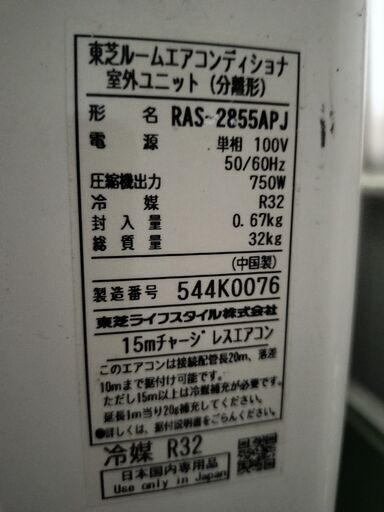 東芝ルームエアコンディショナ
室外ユニット（分離形）
形　名　RAS-2855APJ
電　源　単相 100V
50/60Hz
圧縮機出力　750W
冷　媒　R32
封入量　0.67kg
総質量　32kg
（中国製）
製造番号　544K0076
東芝ライフスタイル株式会社
15mチャージレスエアコン
このエアコンは接続配管長20m、落差
10mまで据付け可能です。
ただし15m以上は冷媒補充が必要です。
延長1m当り20g補充してください。
●詳しくは、据付説明書をごらんください。
冷媒 R32
日本国内専用品
Use only in Japan